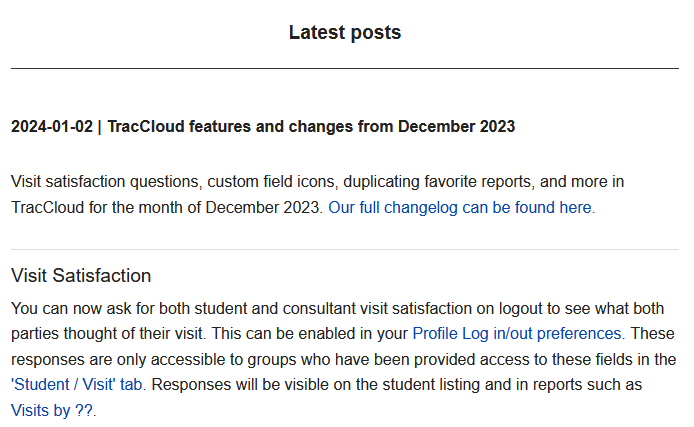 Latest posts
2024-01-02 | TracCloud features and changes from December 2023
Visit satisfaction questions, custom field icons, duplicating favorite reports, and more in
TracCloud for the month of December 2023. Our full changelog can be found here.
Visit Satisfaction
You can now ask for both student and consultant visit satisfaction on logout to see what both
parties thought of their visit. This can be enabled in your Profile Log in/out preferences. These
responses are only accessible to groups who have been provided access to these fields in the
'Student / Visit' tab. Responses will be visible on the student listing and in reports such as
Visits by ??.